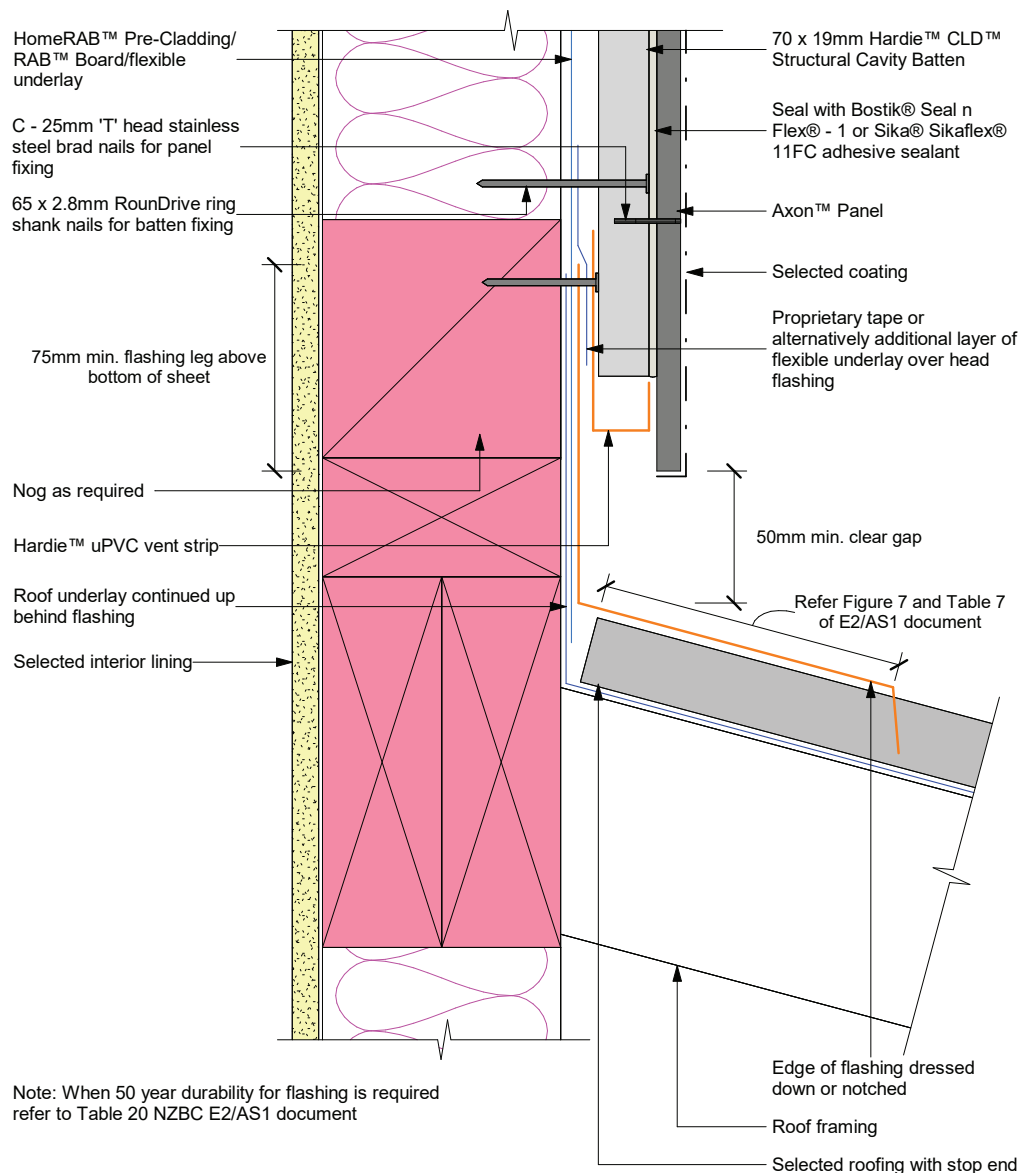 HomeRAB™ Pre-Cladding/
RAB™ Board/flexible
underlay
C - 25mm 'T' head stainless
steel brad nails for panel
fixing
65 x 2.8mm RounDrive ring
shank nails for batten fixing
75mm min. flashing leg above
bottom of sheet
Nog as required
Hardie™ uPVC vent strip
Roof underlay continued up
behind flashing
Selected interior lining
70 x 19mm Hardie™ CLD™
Structural Cavity Batten
Seal with Bostik® Seal n
Flex® - 1 or Sika® Sikaflex®
11FC adhesive sealant
Axon™ Panel
Selected coating
Proprietary tape or
alternatively additional layer of
flexible underlay over head
flashing
50mm min. clear gap
Refer Figure 7 and Table 7
of E2/AS1 document
Edge of flashing dressed
down or notched
Roof framing
Selected roofing with stop end
Note: When 50 year durability for flashing is required
refer to Table 20 NZBC E2/AS1 document